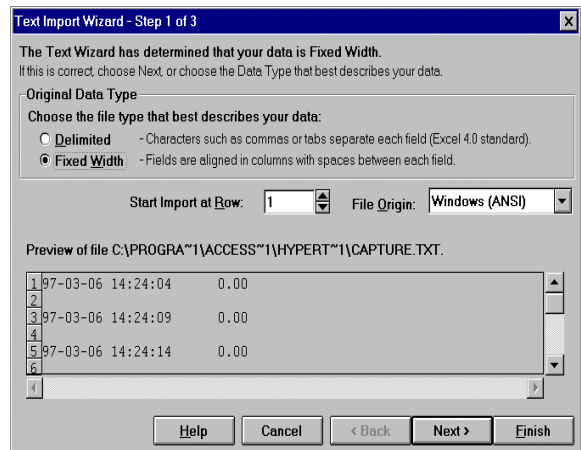 Text Import Wizard - Step 1 of 3
The Text Wizard has determined that your data is Fixed Width.
If this is correct, choose Next, or choose the Data Type that best describes your data.
Original Data Type
Choose the file type that best describes your data:
Delimited - Characters such as commas or tabs separate each field (Excel 4.0 standard).
Fixed Width - Fields are aligned in columns with spaces between each field.
Start Import at Row: 1 File Origin: Windows (ANSI)
Preview of file C:\PROGRA~1\ACCESS~1\HYPERT~1\CAPTURE.TXT.
1 97-03-06 14:24:04 0.00
2
3 97-03-06 14:24:09 0.00
4
5 97-03-06 14:24:14 0.00
6
Help Cancel < Back Next > Finish